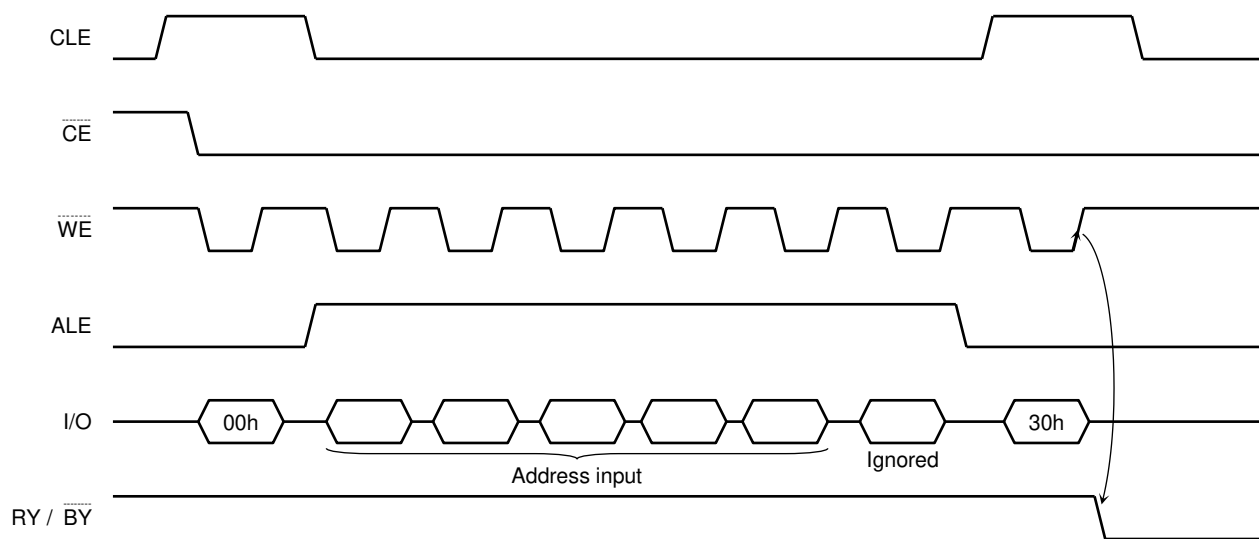 CLE
CE
WE
ALE
I/O
00h
30h
Ignored
Address input
RY / BY